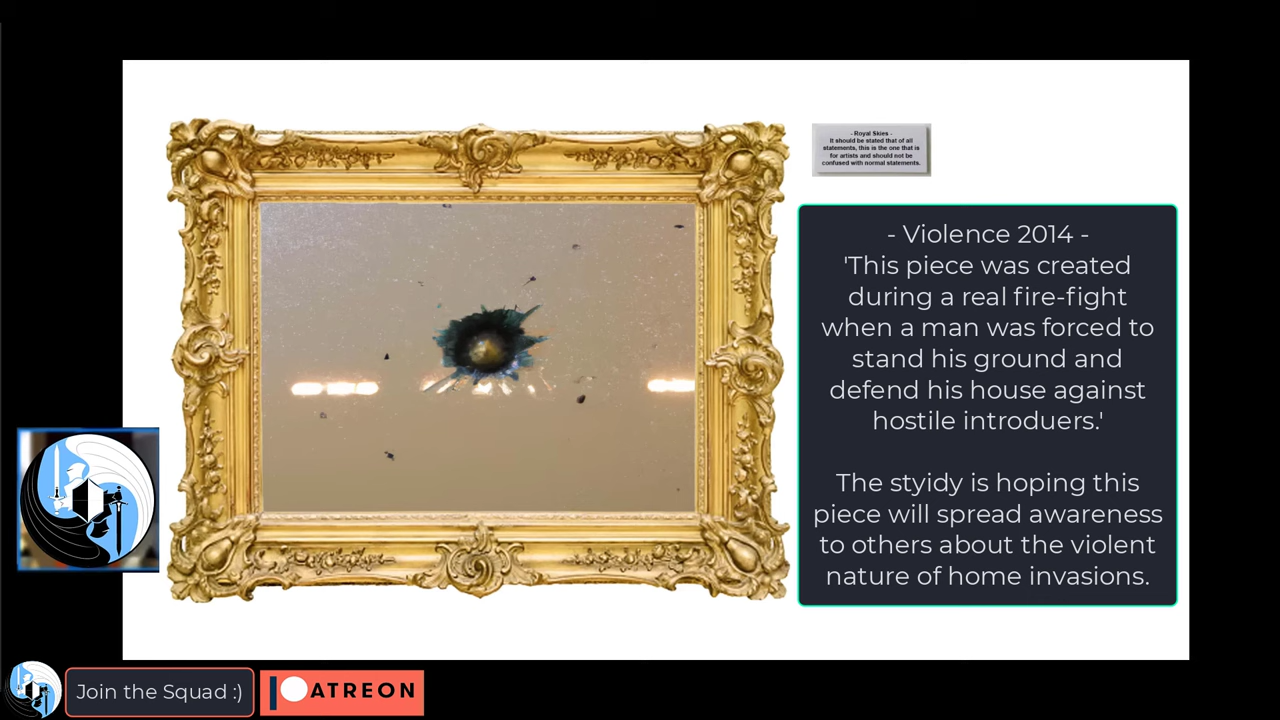 - Royal Skies -
It should be stated that of all
statements, this is the one that is
for artists and should not be
confused with normal statements.
- Violence 2014 -
'This piece was created
during a real fire-fight
when a man was forced to
stand his ground and
defend his house against
hostile introduers.'
The styidy is hoping this
piece will spread awareness
to others about the violent
nature of home invasions.
Join the Squad :)
PATREON